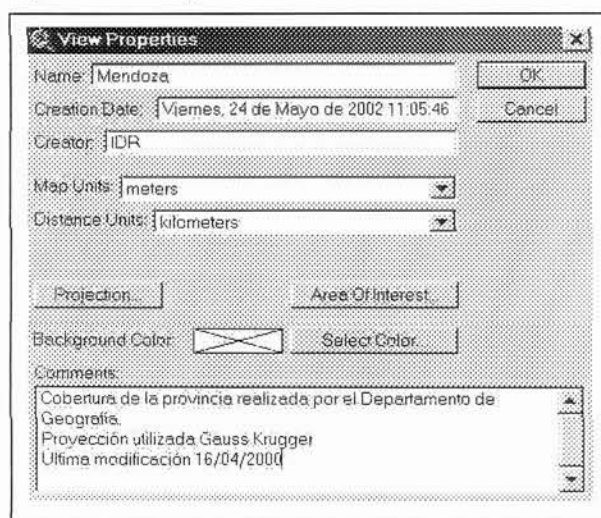 View Properties
Name: Mendoza
OK
Creation Date: Viernes, 24 de Mayo de 2002 11:05:46
Cancel
Creator: IDR
Map Units: meters
Distance Units: kilometers
Projection...
Area Of Interest...
Background Color:
Select Color...
Comments:
Cobertura de la provincia realizada por el Departamento de
Geografía.
Proyección utilizada Gauss Krugger
Ultima modificación 16/04/2000